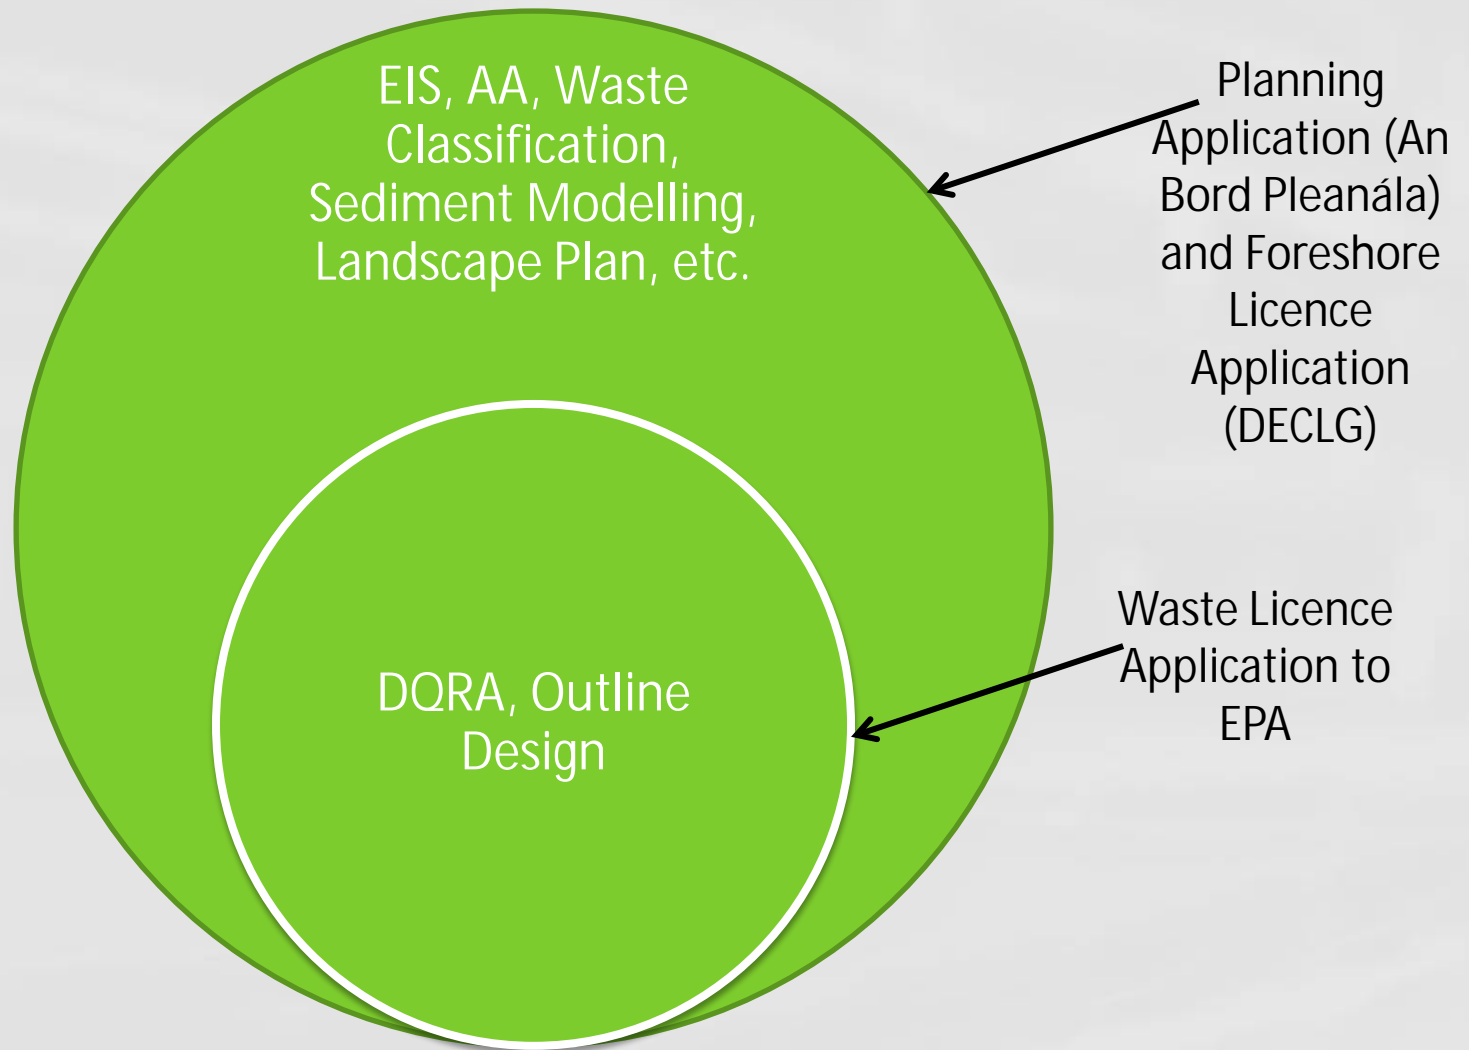 EIS, AA, Waste
Classification,
Sediment Modelling,
Landscape Plan, etc.
DQRA, Outline
Design
Planning
Application (An
Bord Pleanála)
and Foreshore
Licence
Application
(DECLG)
Waste Licence
Application to
EPA